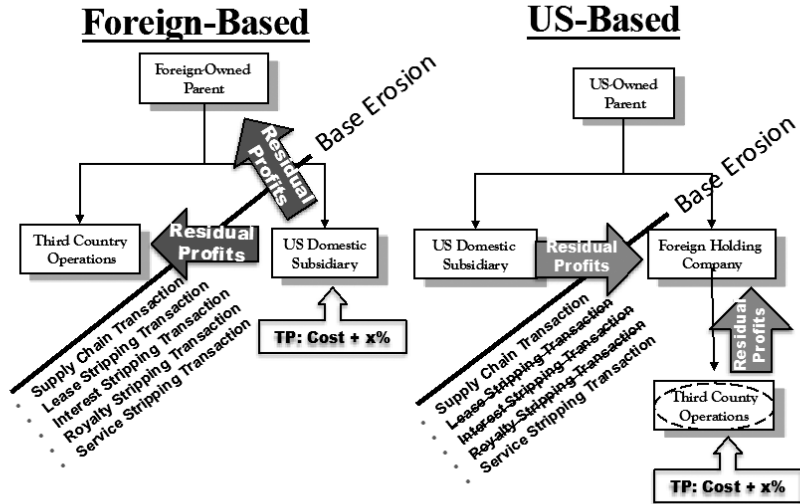 Foreign-Based
Foreign-Owned
Parent
Base Erosion
Residual
Profits
Third Country
Operations
Residual
Profits
US Domestic
Subsidiary
TP: Cost + x%
• Supply Chain Transaction
• Lease Stripping Transaction
• Interest Stripping Transaction
• Royalty Stripping Transaction
• Service Stripping Transaction
US-Based
US-Owned
Parent
Base Erosion
US Domestic
Subsidiary
Residual
Profits
Foreign Holding
Company
Residual
Profits
• Supply Chain Transaction
• Lease Stripping Transaction
• Interest Stripping Transaction
• Royalty Stripping Transaction
• Service Stripping Transaction
Third County
Operations
TP: Cost + x%